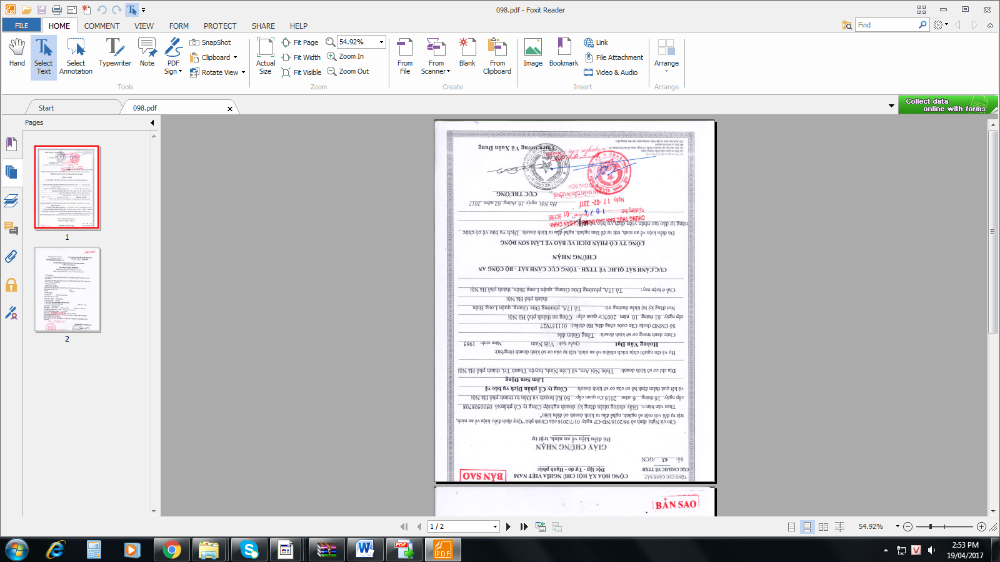 098.pdf - Foxit Reader
FILE
HOME
COMMENT
VIEW
FORM
PROTECT
SHARE
HELP
Find
Hand
Select Text
Select Annotation
Typewriter
Note
PDF Sign
SnapShot
Clipboard
Rotate View
Tools
Actual Size
Fit Page
Fit Width
Fit Visible
54.92%
Zoom In
Zoom Out
Zoom
From File
From Scanner
Blank
From Clipboard
Create
Image
Bookmark
Link
File Attachment
Video & Audio
Insert
Arrange
Arrange
Start
098.pdf
Collect data
online with forms
Pages
1
2
TỔNG CỤC CẢNH SÁT
CỤC CSQLHC VỀ TTXH
Số: 43 /GCN
CỘNG HÒA XÃ HỘI CHỦ NGHĨA VIỆT NAM
Độc lập - Tự do - Hạnh phúc
BẢN SAO
GIẤY CHỨNG NHẬN
Đủ điều kiện về an ninh, trật tự
Căn cứ Nghị định số 96/2016/NĐ-CP ngày 01/7/2016 của Chính phủ "Quy định điều kiện về an ninh,
trật tự đối với một số ngành, nghề đầu tư kinh doanh có điều kiện".
Theo văn bản: Giấy chứng nhận đăng ký doanh nghiệp Công ty Cổ phần số: 0500508708
cấp ngày 16 tháng 6 năm 2016 Cơ quan cấp: Sở Kế hoạch và Đầu tư thành phố Hà Nội
và kết quả thẩm định hồ sơ của cơ sở kinh doanh: Công ty Cổ phần Dịch vụ bảo vệ
Lâm Sơn Động
Địa chỉ cơ sở kinh doanh: Thôn Nội Am, xã Liên Ninh, huyện Thanh Trì, thành phố Hà Nội
Họ và tên người chịu trách nhiệm về an ninh, trật tự của cơ sở kinh doanh (ông/bà):
Hoàng Văn Đạt Quốc tịch: Việt Nam Năm sinh: 1965
Chức danh trong cơ sở kinh doanh: Tổng Giám đốc
Số CMND (hoặc Căn cước công dân, Hộ chiếu): 011157927
cấp ngày 01 tháng 10 năm 2007 Cơ quan cấp: Công an thành phố Hà Nội
Nơi đăng ký hộ khẩu thường trú: Tổ 17A, phường Đức Giang, quận Long Biên
thành phố Hà Nội
Chỗ ở hiện nay: Tổ 17A, phường Đức Giang, quận Long Biên, thành phố Hà Nội
CỤC CẢNH SÁT QLHC VỀ TTXH - TỔNG CỤC CẢNH SÁT - BỘ CÔNG AN
CHỨNG NHẬN
CÔNG TY CỔ PHẦN DỊCH VỤ BẢO VỆ LÂM SƠN ĐỘNG
Đủ điều kiện về an ninh, trật tự để làm ngành, nghề đầu tư kinh doanh: Dịch vụ bảo vệ có chức
năng tự đào tạo nhân viên dịch vụ bảo vệ
CHỨNG THỰC BẢN SAO ĐÚNG VỚI BẢN CHÍNH
Số chứng thực 1074 Quyển số 01 SCT/BS
Ngày 17 -02- 2017
Hà Nội, ngày 16 tháng 02 năm 2017
CỤC TRƯỞNG
Thiếu tướng Vũ Xuân Dung
BẢN SAO
1 / 2
54.92%
2:53 PM
19/04/2017